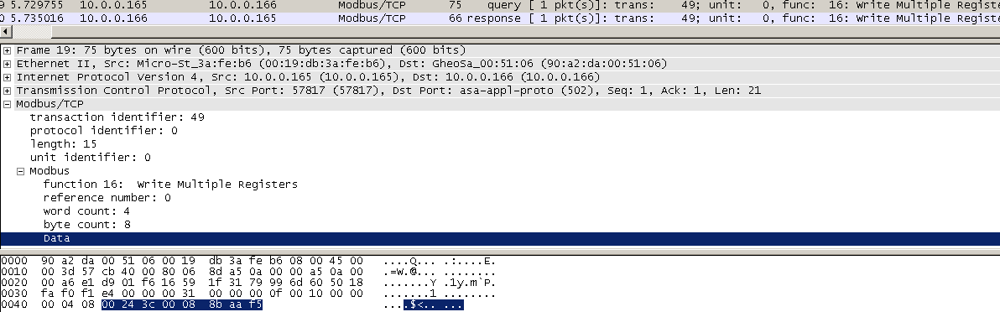 9 5.729755 10.0.0.165 10.0.0.166 Modbus/TCP 75 query [ 1 pkt(s)]: trans: 49; unit: 0, func: 16: Write Multiple Registers
0 5.735016 10.0.0.166 10.0.0.165 Modbus/TCP 66 response [ 1 pkt(s)]: trans: 49; unit: 0, func: 16: Write Multiple Registe
Frame 19: 75 bytes on wire (600 bits), 75 bytes captured (600 bits)
Ethernet II, Src: Micro-St_3a:fe:b6 (00:19:db:3a:fe:b6), Dst: GheoSa_00:51:06 (90:a2:da:00:51:06)
Internet Protocol Version 4, Src: 10.0.0.165 (10.0.0.165), Dst: 10.0.0.166 (10.0.0.166)
Transmission Control Protocol, Src Port: 57817 (57817), Dst Port: asa-appl-proto (502), Seq: 1, Ack: 1, Len: 21
Modbus/TCP
transaction identifier: 49
protocol identifier: 0
length: 15
unit identifier: 0
Modbus
function 16: Write Multiple Registers
reference number: 0
word count: 4
byte count: 8
Data
0000 90 a2 da 00 51 06 00 19 db 3a fe b6 08 00 45 00 ....Q... .:....E.
0010 00 3d 57 cb 40 00 80 06 8d a5 0a 00 00 a5 0a 00 .=W.@... ........
0020 00 a6 e1 d9 01 f6 16 59 1f 31 79 99 6d 60 50 18 .......Y .1y.m`P.
0030 fa f0 f1 e4 00 00 00 31 00 00 00 0f 00 10 00 00 .......1 ........
0040 00 04 08 00 24 3c 00 08 8b aa f5 ....$<.. ...